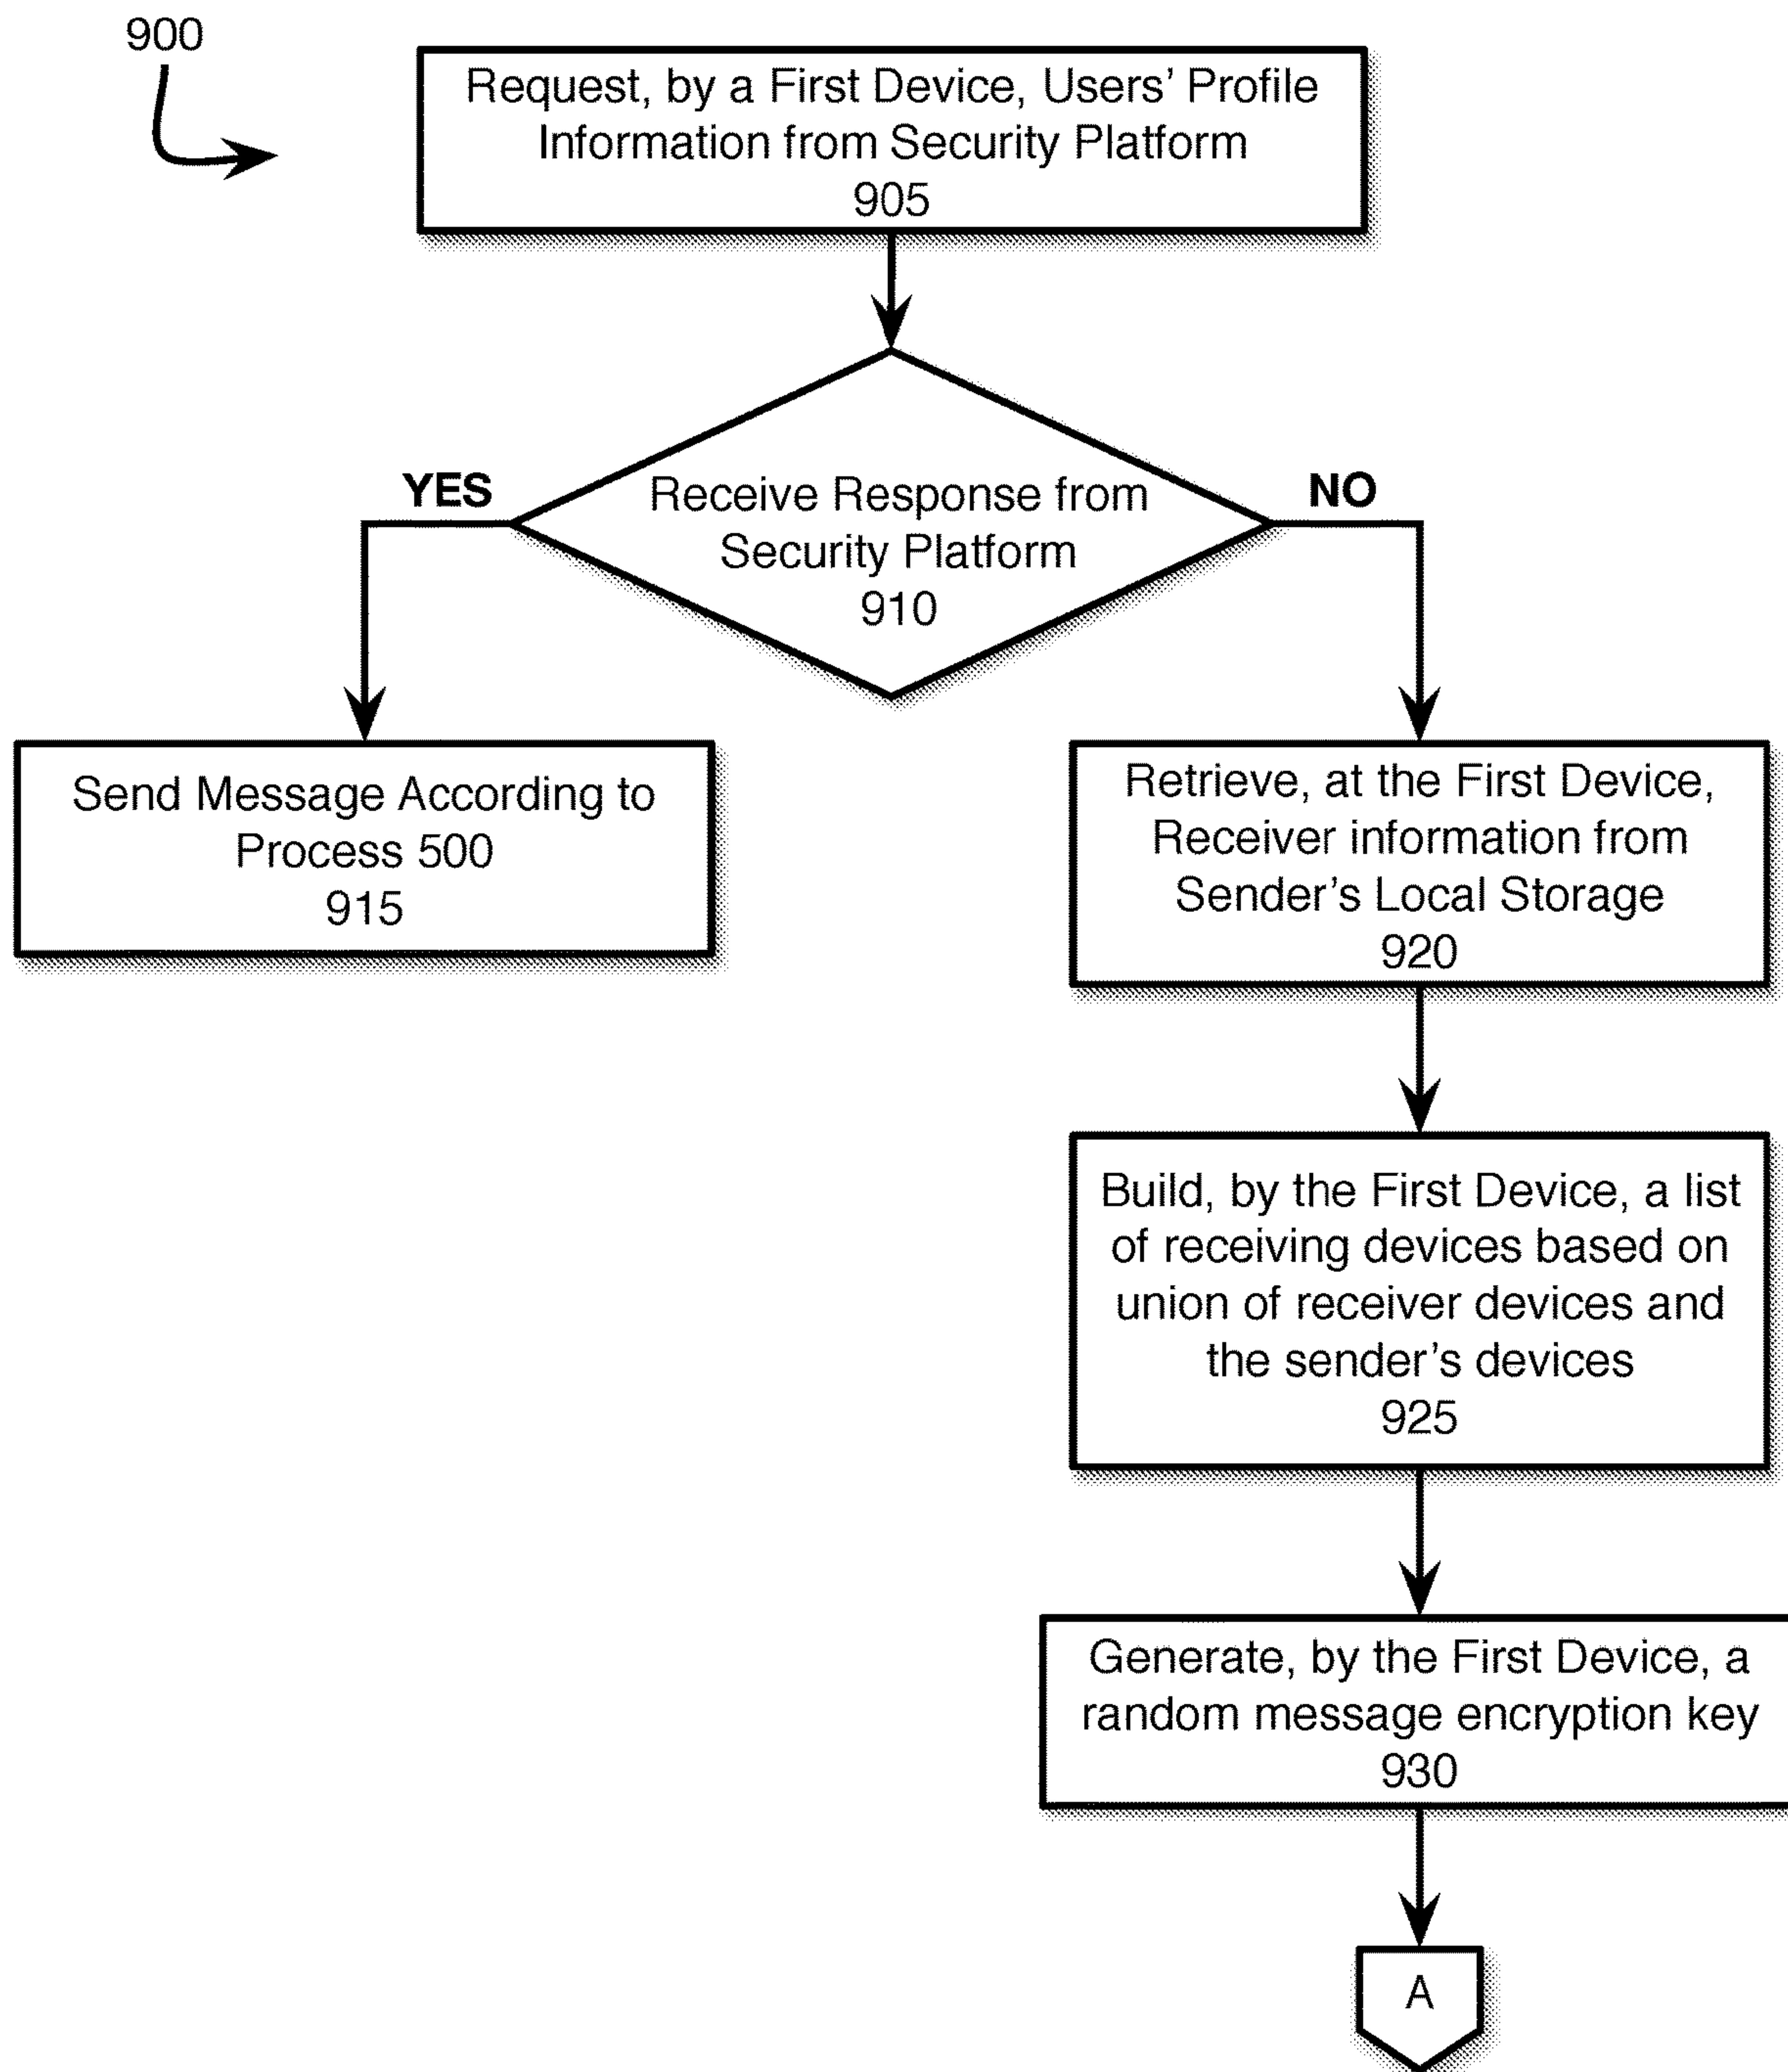 900
Request, by a First Device, Users' Profile
Information from Security Platform
905
YES
NO
Receive Response from
Security Platform
910
Send Message According to
Process 500
915
Retrieve, at the First Device,
Receiver information from
Sender's Local Storage
920
Build, by the First Device, a list
of receiving devices based on
union of receiver devices and
the sender's devices
925
Generate, by the First Device, a
random message encryption key
930
A